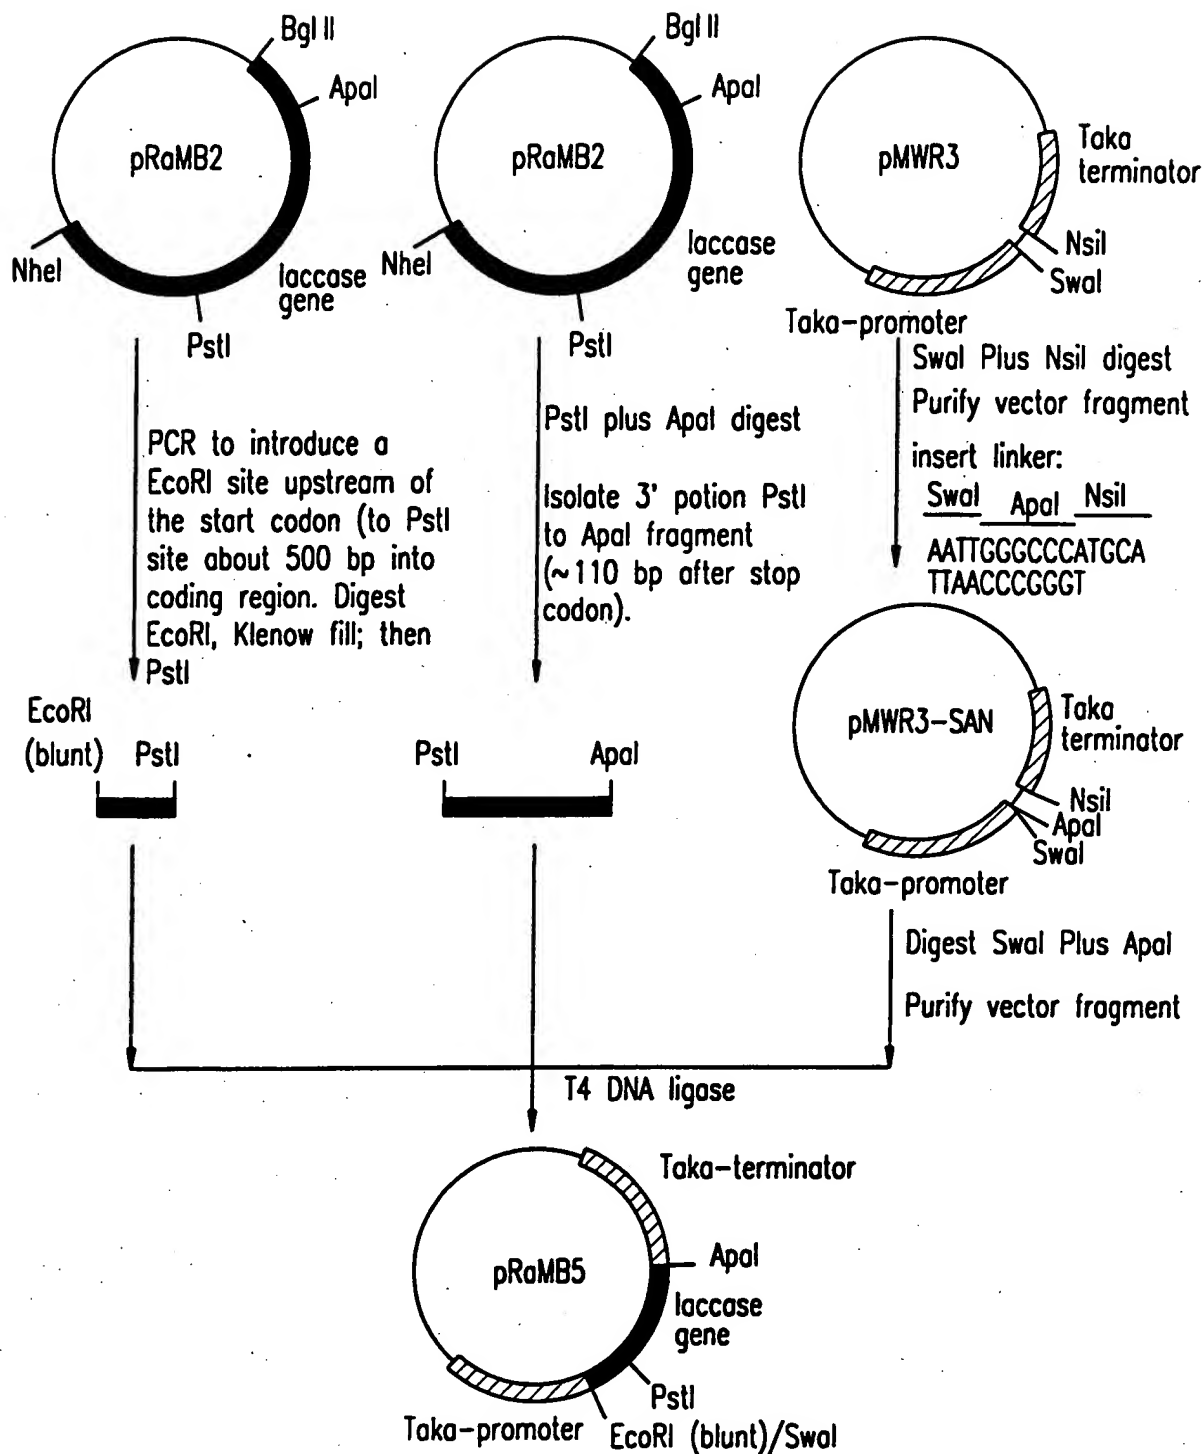 Bgl II
ApaI
pRaMB2
NheI
laccase
gene
PstI
Bgl II
ApaI
pRaMB2
NheI
laccase
gene
PstI
pMWR3
Taka
terminator
NsiI
SwaI
Taka-promoter
PCR to introduce a
EcoRI site upstream of
the start codon (to PstI
site about 500 bp into
coding region. Digest
EcoRI, Klenow fill; then
PstI
PstI plus ApaI digest
Isolate 3' potion PstI
to ApaI fragment
(~110 bp after stop
codon).
SwaI Plus NsiI digest
Purify vector fragment
insert linker:
SwaI ApaI NsiI
AATTGGGCCCATGCA
TTAACCCGGGT
EcoRI
(blunt) PstI
PstI ApaI
pMWR3-SAN
Taka
terminator
NsiI
ApaI
SwaI
Taka-promoter
Digest SwaI Plus ApaI
Purify vector fragment
T4 DNA ligase
Taka-terminator
ApaI
pRaMB5
laccase
gene
PstI
Taka-promoter EcoRI (blunt)/SwaI